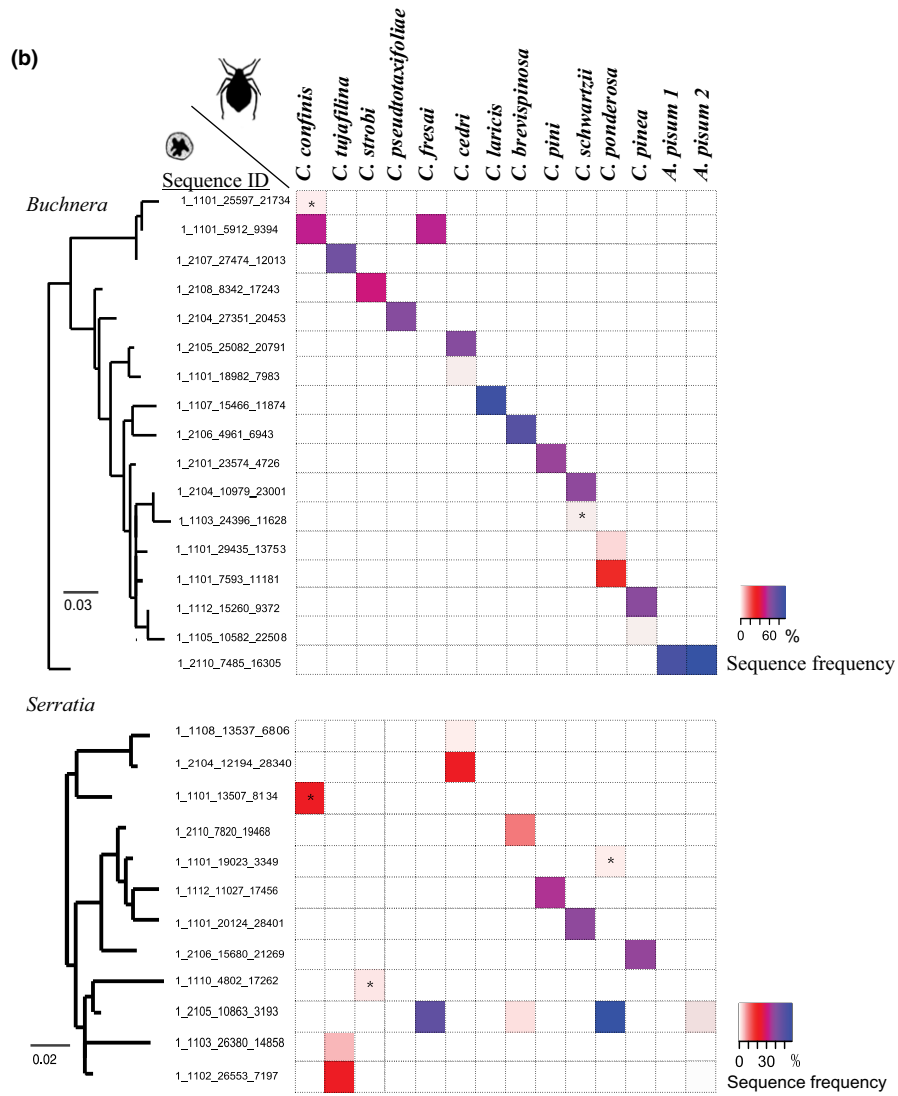 (b)
C. confinis
C. tujafilina
C. strobi
C. pseudtotaxifoliae
C. fresai
C. cedri
C. laricis
C. brevispinosa
C. pini
C. schwartzii
C. ponderosa
C. pinea
A. pisum 1
A. pisum 2
Sequence ID
Buchnera
1_1101_25597_21734
*
1_1101_5912_9394
1_2107_27474_12013
1_2108_8342_17243
1_2104_27351_20453
1_2105_25082_20791
1_1101_18982_7983
1_1107_15466_11874
1_2106_4961_6943
1_2101_23574_4726
1_2104_10979_23001
1_1103_24396_11628
*
1_1101_29435_13753
1_1101_7593_11181
1_1112_15260_9372
1_1105_10582_22508
1_2110_7485_16305
0.03
0 60 %
Sequence frequency
Serratia
1_1108_13537_6806
1_2104_12194_28340
1_1101_13507_8134
*
1_2110_7820_19468
1_1101_19023_3349
*
1_1112_11027_17456
1_1101_20124_28401
1_2106_15680_21269
1_1110_4802_17262
*
1_2105_10863_3193
1_1103_26380_14858
1_1102_26553_7197
0.02
0 30 %
Sequence frequency